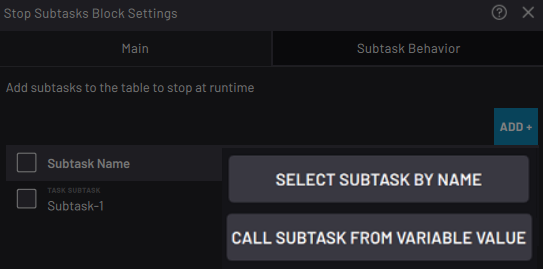 Stop Subtasks Block Settings
Main
Subtask Behavior
Add subtasks to the table to stop at runtime
ADD +
Subtask Name
SELECT SUBTASK BY NAME
TASK SUBTASK
Subtask-1
CALL SUBTASK FROM VARIABLE VALUE